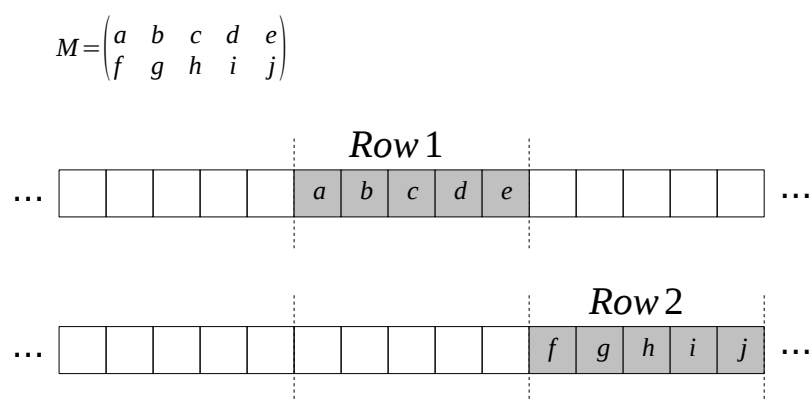 M=(a b c d e
f g h i j)
Row 1
... a b c d e ...
Row 2
... f g h i j ...